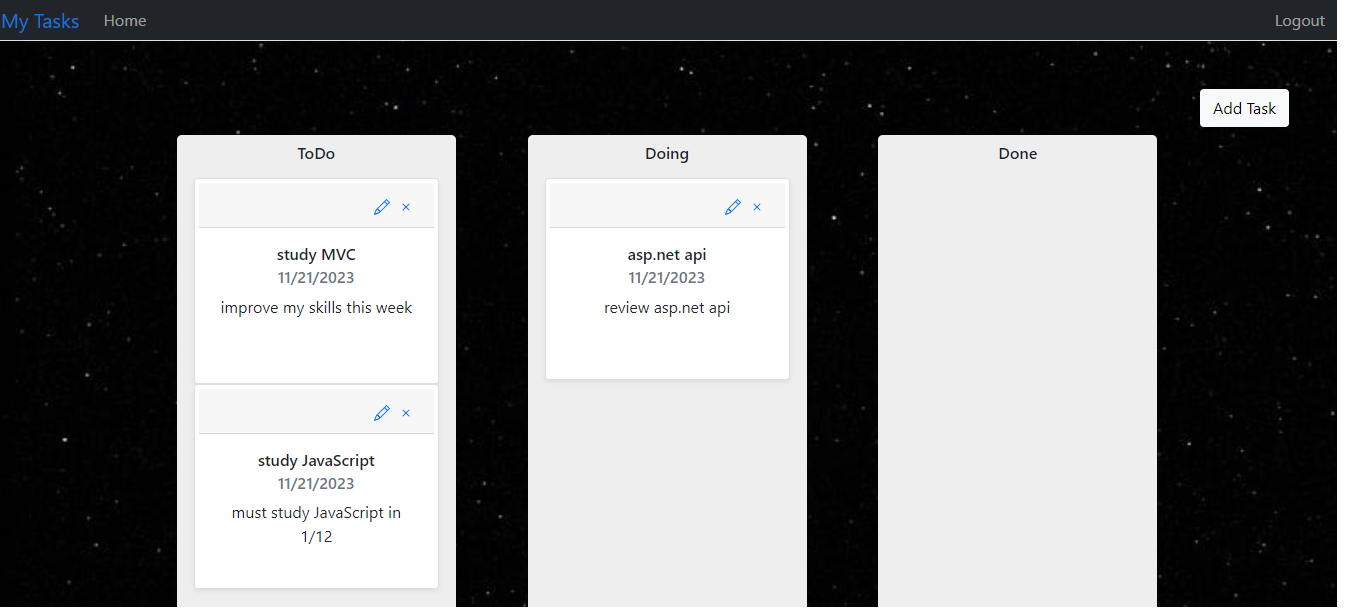 My Tasks Home Logout
Add Task
ToDo
study MVC
11/21/2023
improve my skills this week
study JavaScript
11/21/2023
must study JavaScript in
1/12
Doing
asp.net api
11/21/2023
review asp.net api
Done